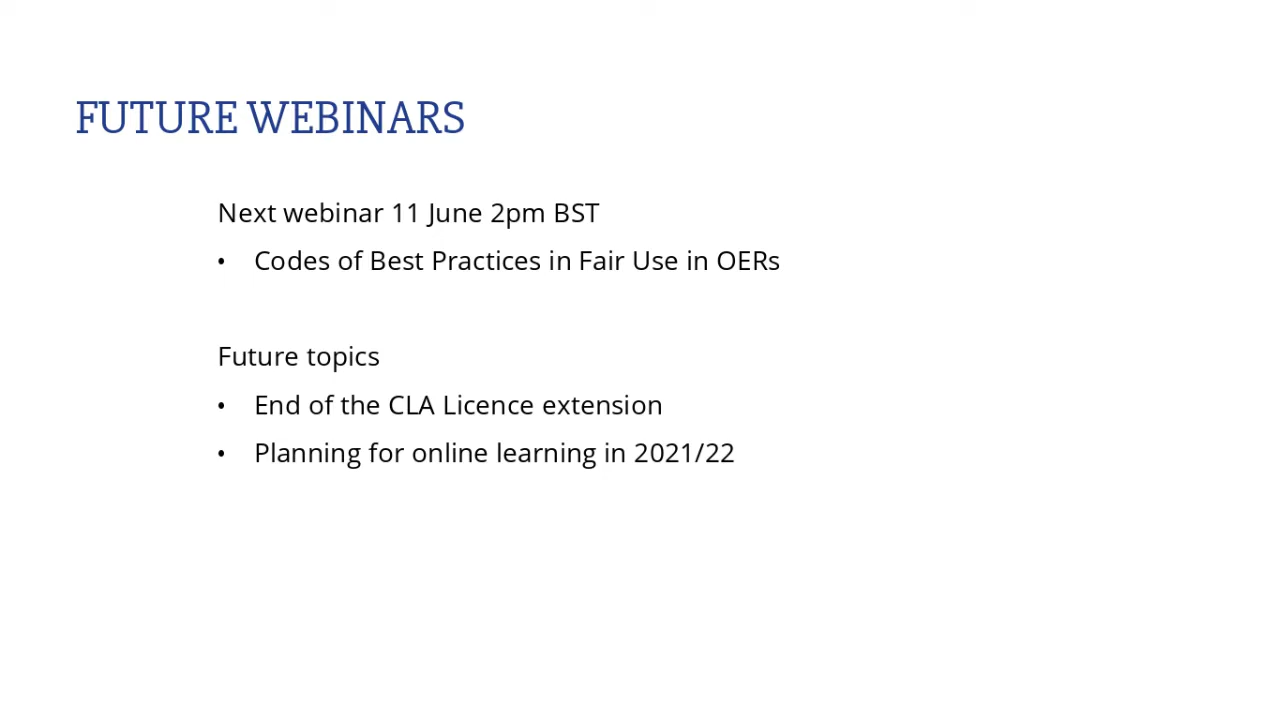 FUTURE WEBINARS
Next webinar 11 June 2pm BST
• Codes of Best Practices in Fair Use in OERs
Future topics
• End of the CLA Licence extension
• Planning for online learning in 2021/22